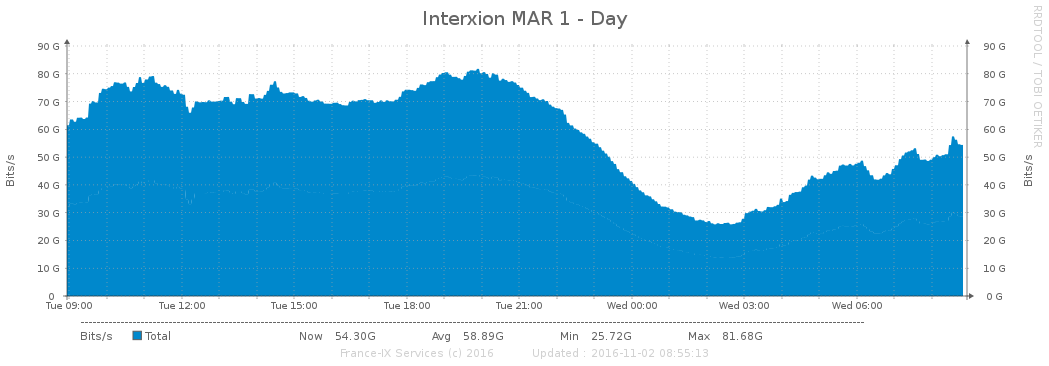 Interxion MAR 1 - Day
RRDTOOL / TOBI OETIKER
Bits/s
90 G 90 G
80 G 80 G
70 G 70 G
60 G 60 G
50 G 50 G
40 G 40 G
30 G 30 G
20 G 20 G
10 G 10 G
0 0 G
Bits/s
Tue 09:00 Tue 12:00 Tue 15:00 Tue 18:00 Tue 21:00 Wed 00:00 Wed 03:00 Wed 06:00
Bits/s Total Now 54.30G Avg 58.89G Min 25.72G Max 81.68G
France-IX Services (c) 2016 Updated : 2016-11-02 08:55:13